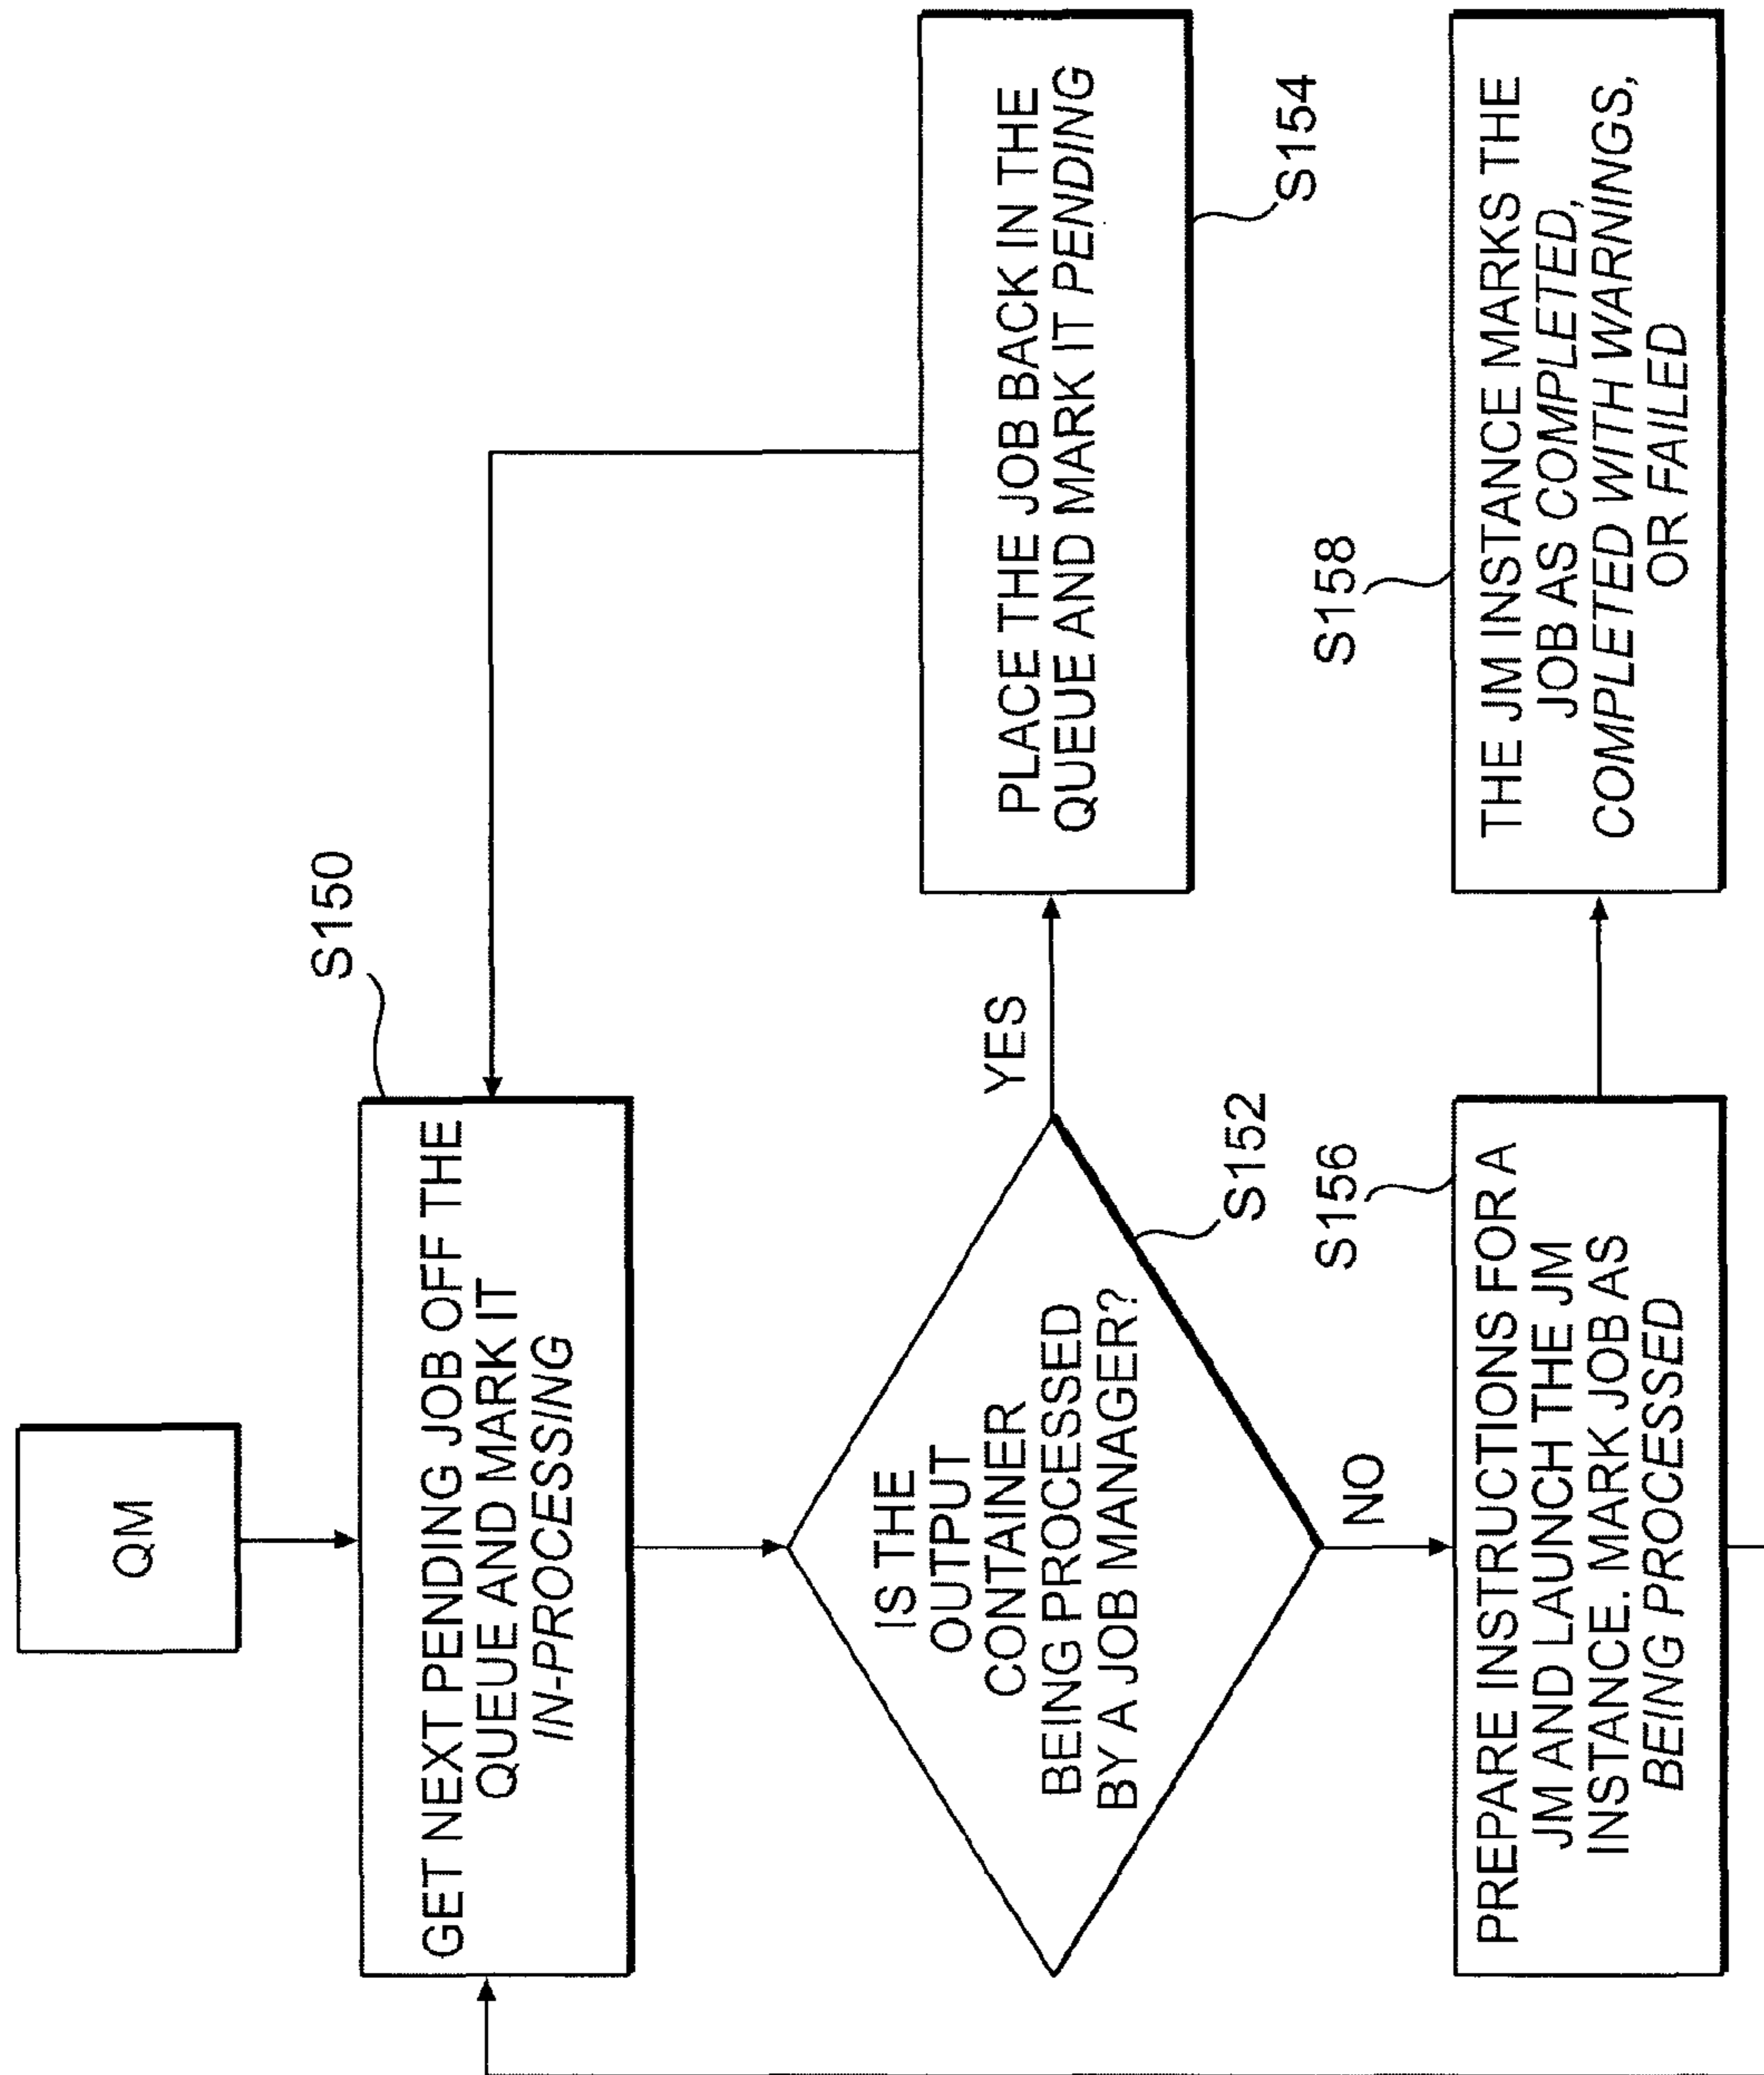 QM
S150
GET NEXT PENDING JOB OFF THE
QUEUE AND MARK IT
IN-PROCESSING
IS THE
OUTPUT
CONTAINER
BEING PROCESSED
BY A JOB MANAGER?
S152
YES
PLACE THE JOB BACK IN THE
QUEUE AND MARK IT PENDING
S154
NO
S156
PREPARE INSTRUCTIONS FOR A
JM AND LAUNCH THE JM
INSTANCE. MARK JOB AS
BEING PROCESSED
S158
THE JM INSTANCE MARKS THE
JOB AS COMPLETED,
COMPLETED WITH WARNINGS,
OR FAILED